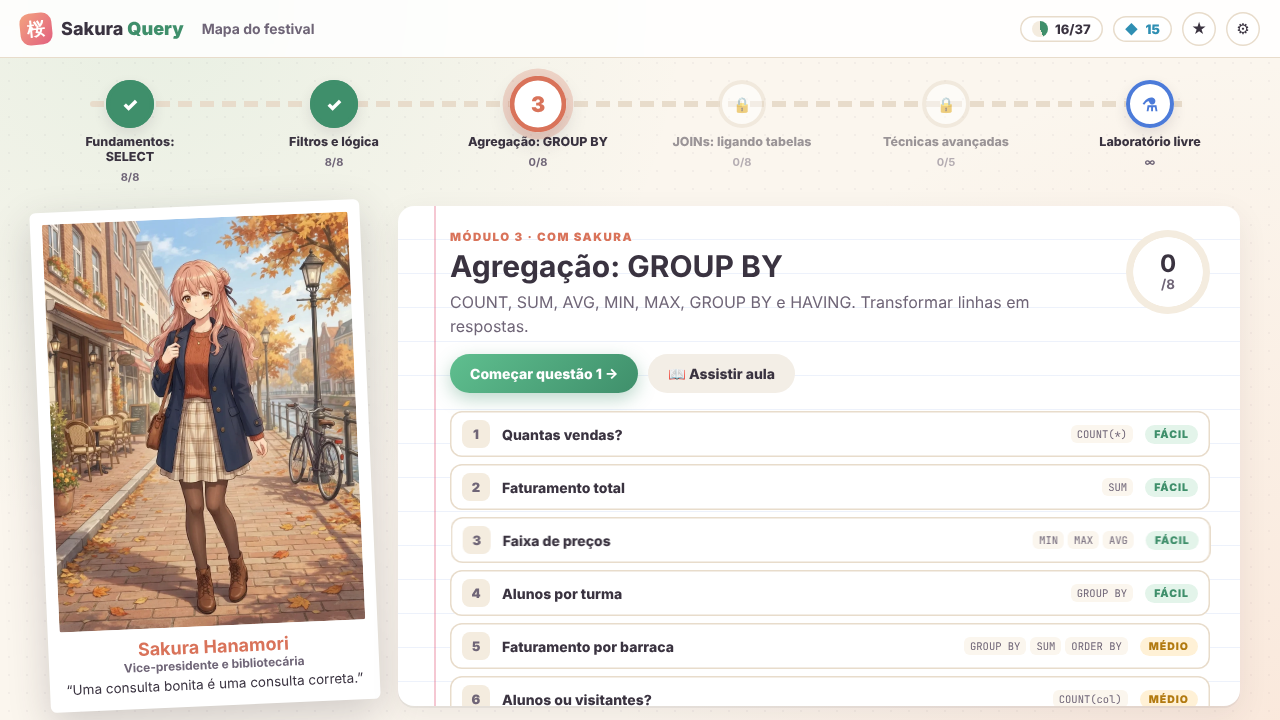 桜 Sakura Query Mapa do festival 16/37 15
3
Fundamentos: SELECT
8/8
Filtros e lógica
8/8
Agregação: GROUP BY
0/8
JOINs: ligando tabelas
0/8
Técnicas avançadas
0/5
Laboratório livre
∞
Sakura Hanamori
Vice-presidente e bibliotecária
“Uma consulta bonita é uma consulta correta.”
MÓDULO 3 · COM SAKURA
Agregação: GROUP BY
COUNT, SUM, AVG, MIN, MAX, GROUP BY e HAVING. Transformar linhas em
respostas.
0
/8
Começar questão 1 →
📖 Assistir aula
1 Quantas vendas? COUNT(*) FÁCIL
2 Faturamento total SUM FÁCIL
3 Faixa de preços MIN MAX AVG FÁCIL
4 Alunos por turma GROUP BY FÁCIL
5 Faturamento por barraca GROUP BY SUM ORDER BY MÉDIO
6 Alunos ou visitantes? COUNT(col) MÉDIO